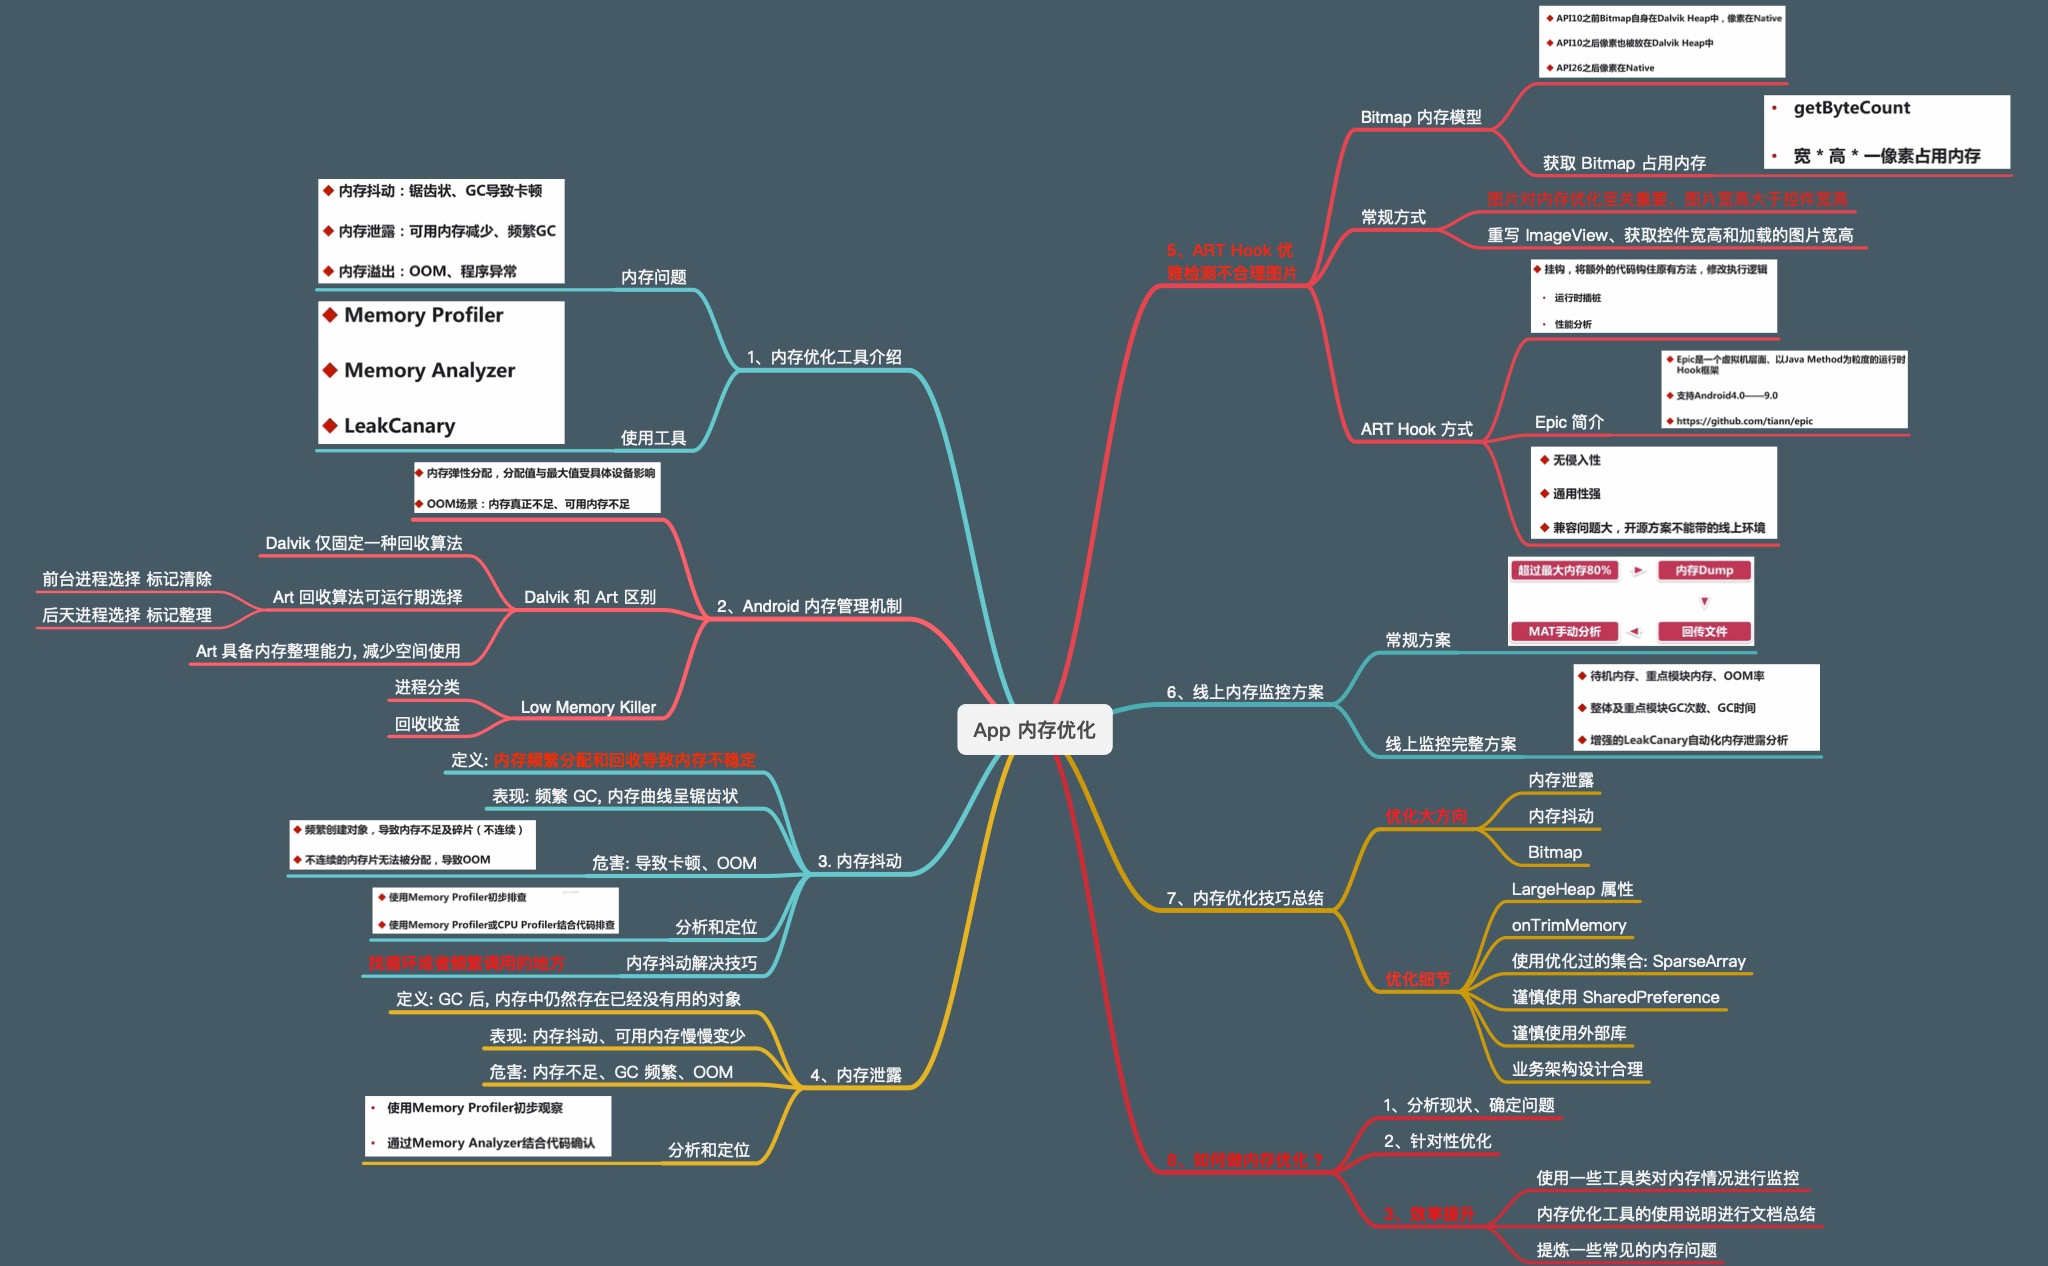 App 内存优化
1、内存优化工具介绍
内存问题
内存抖动：锯齿状、GC导致卡顿
内存泄露：可用内存减少、频繁GC
内存溢出：OOM、程序异常
使用工具
Memory Profiler
Memory Analyzer
LeakCanary
2、Android 内存管理机制
内存弹性分配，分配值与最大值受具体设备影响
OOM场景：内存真正不足、可用内存不足
Dalvik 和 Art 区别
Dalvik 仅固定一种回收算法
Art 回收算法可运行期选择
前台进程选择 标记清除
后天进程选择 标记整理
Art 具备内存整理能力, 减少空间使用
Low Memory Killer
进程分类
回收收益
3. 内存抖动
定义: 内存频繁分配和回收导致内存不稳定
表现: 频繁 GC, 内存曲线呈锯齿状
危害: 导致卡顿、OOM
频繁创建对象，导致内存不足及碎片（不连续）
不连续的内存片无法被分配，导致OOM
分析和定位
使用Memory Profiler初步排查
使用Memory Profiler或CPU Profiler结合代码排查
内存抖动解决技巧
找循环或者频繁调用的地方
4、内存泄露
定义: GC 后, 内存中仍然存在已经没有用的对象
表现: 内存抖动、可用内存慢慢变少
危害: 内存不足、GC 频繁、OOM
分析和定位
使用Memory Profiler初步观察
通过Memory Analyzer结合代码确认
5、ART Hook 优
雅检测不合理图片
Bitmap 内存模型
API10之前Bitmap自身在Dalvik Heap中，像素在Native
API10之后像素也被放在Dalvik Heap中
API26之后像素在Native
获取 Bitmap 占用内存
getByteCount
宽 * 高 * 一像素占用内存
常规方式
图片对内存优化至关重要、图片宽高大于控件宽高
重写 ImageView、获取控件宽高和加载的图片宽高
ART Hook 方式
挂钩，将额外的代码钩住原有方法，修改执行逻辑
运行时插桩
性能分析
Epic 简介
Epic是一个虚拟机层面、以Java Method为粒度的运行时
Hook框架
支持Android4.0——9.0
https://github.com/tiann/epic
无侵入性
通用性强
兼容问题大，开源方案不能带的线上环境
6、线上内存监控方案
常规方案
超过最大内存80%
内存Dump
回传文件
MAT手动分析
线上监控完整方案
待机内存、重点模块内存、OOM率
整体及重点模块GC次数、GC时间
增强的LeakCanary自动化内存泄露分析
7、内存优化技巧总结
优化大方向
内存泄露
内存抖动
Bitmap
优化细节
LargeHeap 属性
onTrimMemory
使用优化过的集合: SparseArray
谨慎使用 SharedPreference
谨慎使用外部库
业务架构设计合理
8、如何做内存优化？
1、分析现状、确定问题
2、针对性优化
3、效率提升
使用一些工具类对内存情况进行监控
内存优化工具的使用说明进行文档总结
提炼一些常见的内存问题